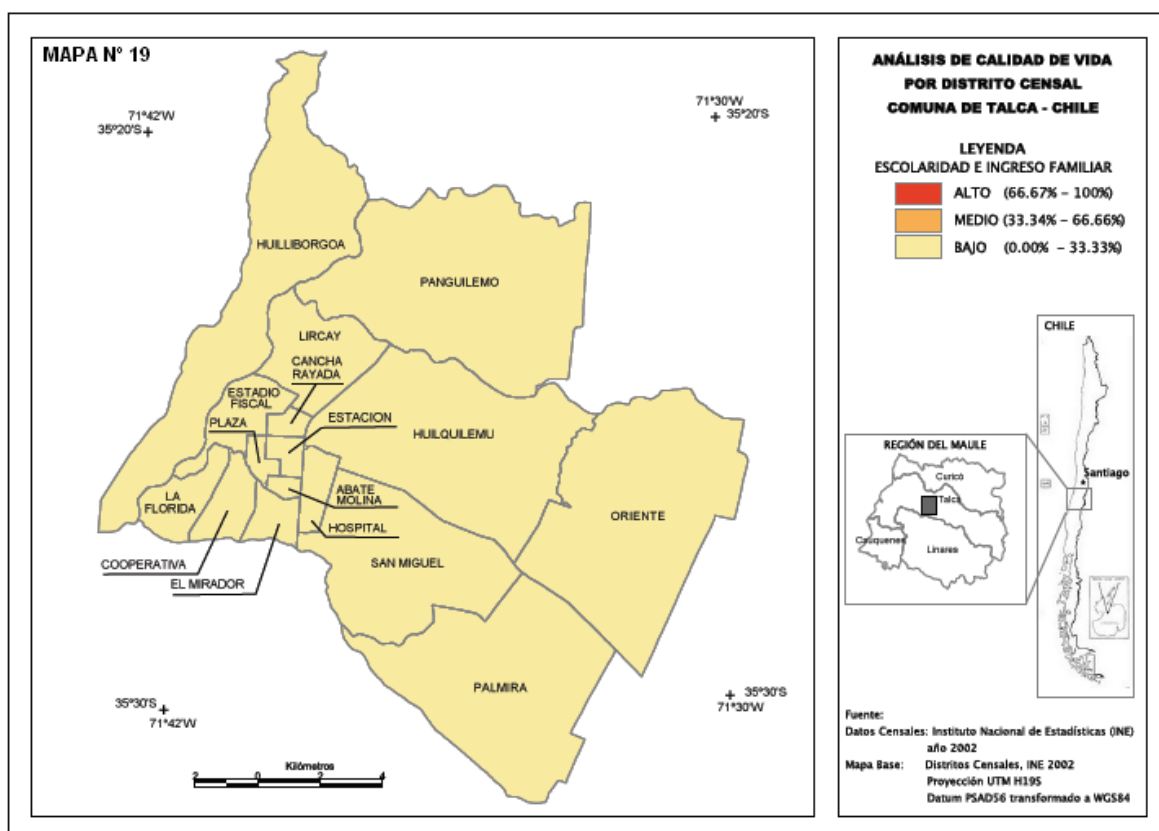 MAPA N° 19
71°42'W
35°20'S
71°30'W
35°20'S
HUILLIBORGOA
PANGUILEMO
LIRCAY
CANCHA
RAYADA
ESTADIO
FISCAL
PLAZA
ESTACION
HUILQUILEMU
LA
FLORIDA
ABATE
MOLINA
HOSPITAL
ORIENTE
COOPERATIVA
EL MIRADOR
SAN MIGUEL
PALMIRA
35°30'S
71°42'W
35°30'S
71°30'W
Kilómetros
2 0 2 4
ANÁLISIS DE CALIDAD DE VIDA
POR DISTRITO CENSAL
COMUNA DE TALCA - CHILE
LEYENDA
ESCOLARIDAD E INGRESO FAMILIAR
ALTO (66.67% - 100%)
MEDIO (33.34% - 66.66%)
BAJO (0.00% - 33.33%)
CHILE
Santiago
REGIÓN DEL MAULE
Curicó
Talca
Cauquenes
Linares
Fuente:
Datos Censales: Instituto Nacional de Estadísticas (INE)
año 2002
Mapa Base: Distritos Censales, INE 2002
Proyección UTM H19S
Datum PSAD56 transformado a WGS84